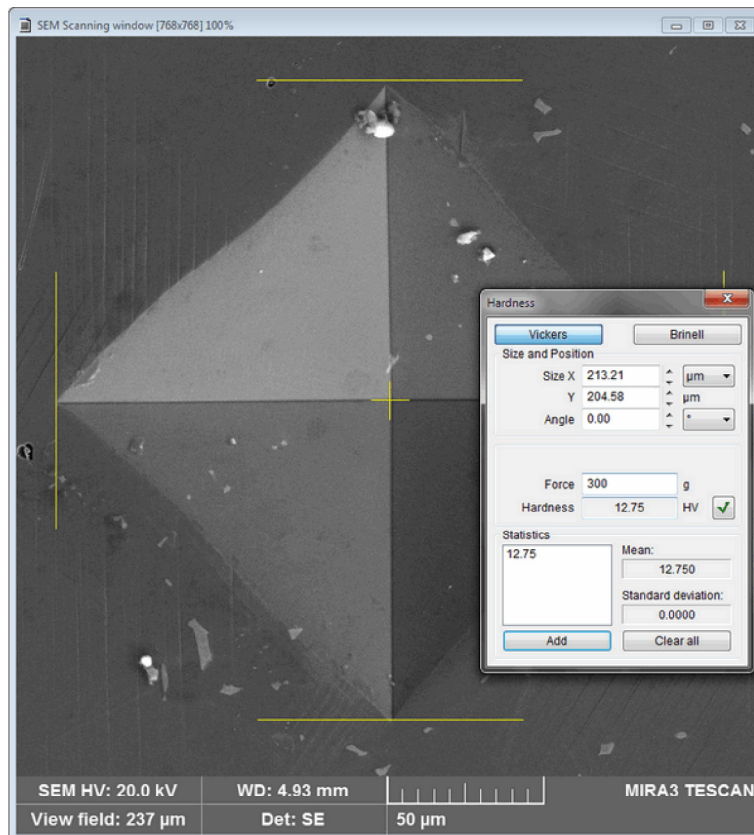 SEM Scanning window [768x768] 100%
Hardness
Vickers Brinell
Size and Position
Size X 213.21 µm
Y 204.58 µm
Angle 0.00 °
Force 300 g
Hardness 12.75 HV
Statistics
12.75
Mean:
12.750
Standard deviation:
0.0000
Add Clear all
SEM HV: 20.0 kV WD: 4.93 mm MIRA3 TESCAN
View field: 237 µm Det: SE 50 µm